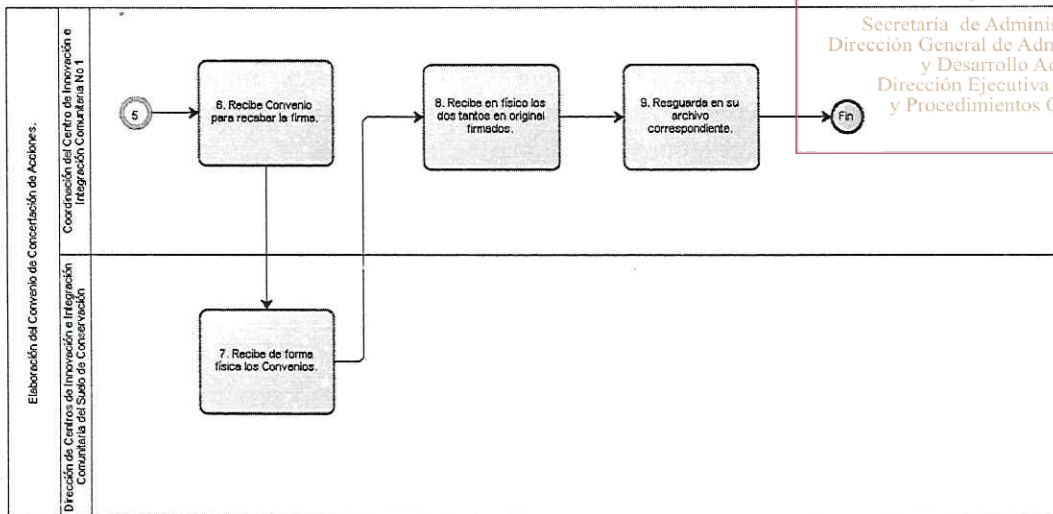 Secretaría de Adminis
Dirección General de Adm
y Desarrollo Ad
Dirección Ejecutiva
y Procedimientos O
Elaboración del Convenio de Concertación de Acciones.
Coordinación del Centro de Innovación e
Integración Comunitaria No 1
5
6. Recibe Convenio
para recabar la firma.
8. Recibe en físico los
dos tantos en original
firmados.
9. Resguarda en su
archivo
correspondiente.
Fin
Dirección de Centros de Innovación e Integración
Comunitaria del Suelo de Conservación
7. Recibe de forma
física los Convenios.